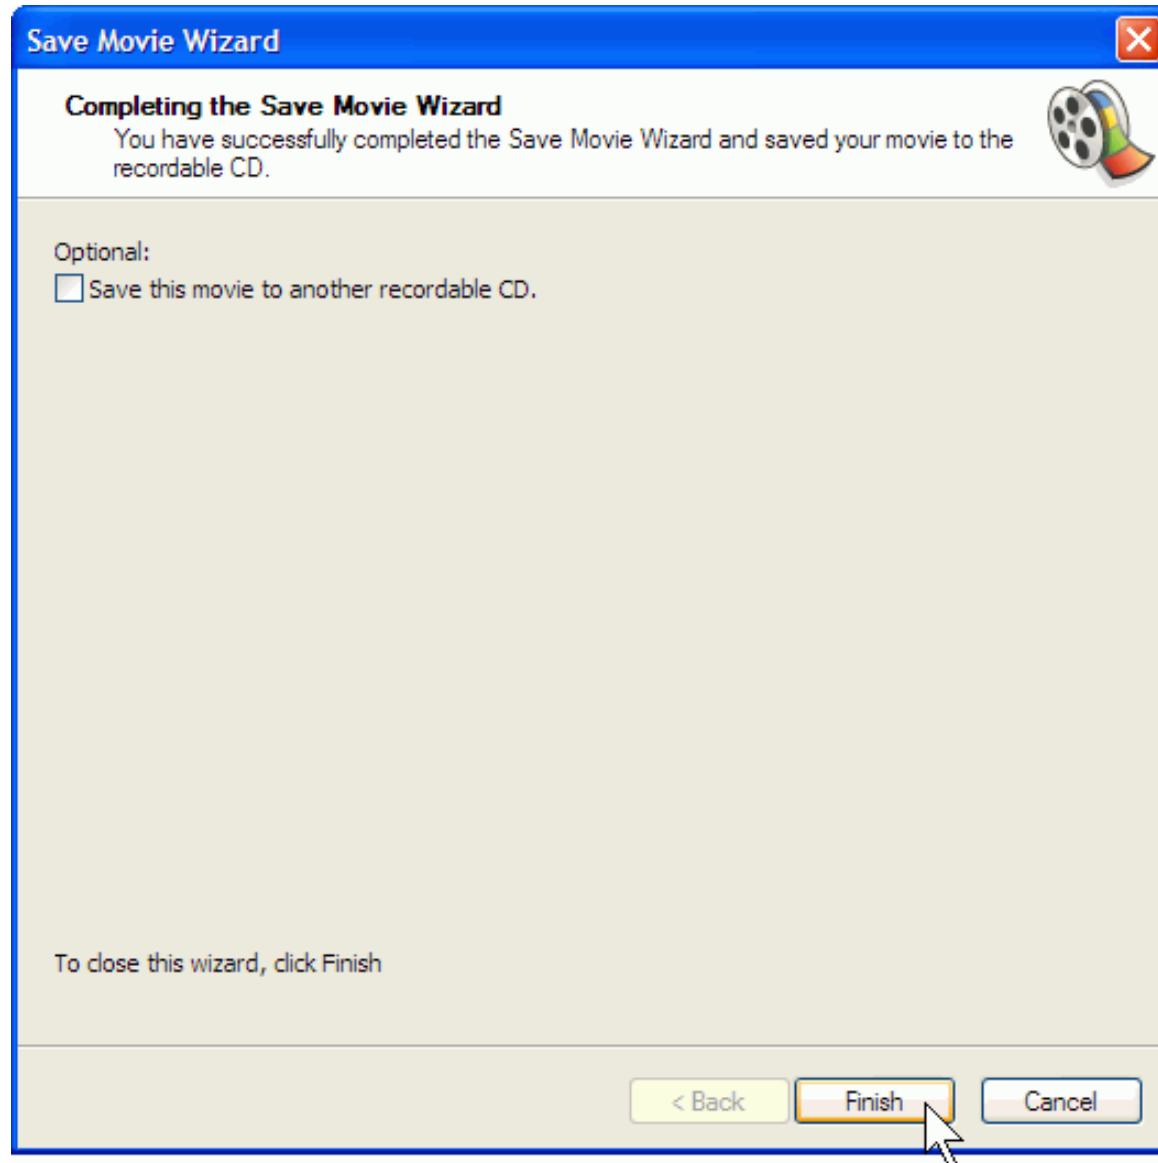 Save Movie Wizard
Completing the Save Movie Wizard
You have successfully completed the Save Movie Wizard and saved your movie to the
recordable CD.
Optional:
Save this movie to another recordable CD.
To close this wizard, click Finish
< Back Finish Cancel